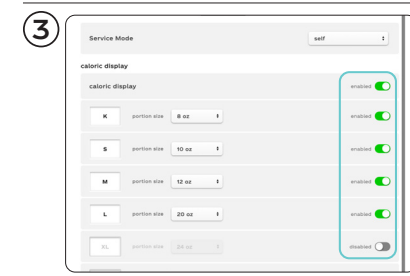 3
Service Mode self
caloric display
caloric display enabled
K portion size 8 oz enabled
S portion size 10 oz enabled
M portion size 12 oz enabled
L portion size 20 oz enabled
XL portion size 24 oz disabled